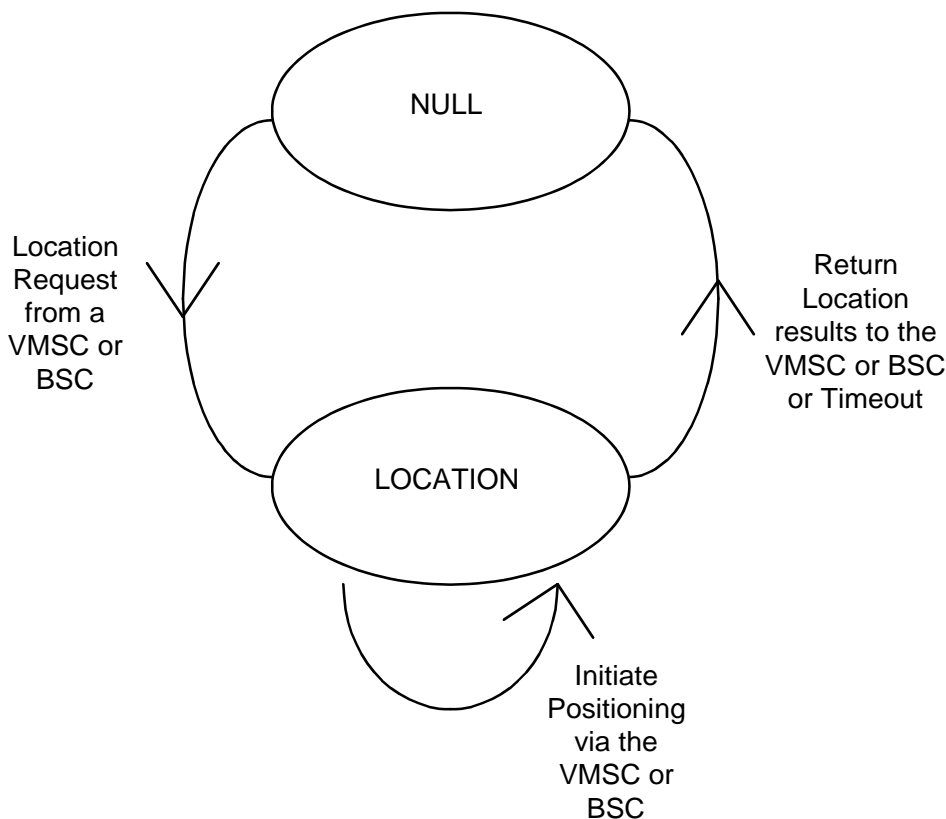 NULL
Location
Request
from a
VMSC or
BSC
Return
Location
results to the
VMSC or BSC
or Timeout
LOCATION
Initiate
Positioning
via the
VMSC or
BSC